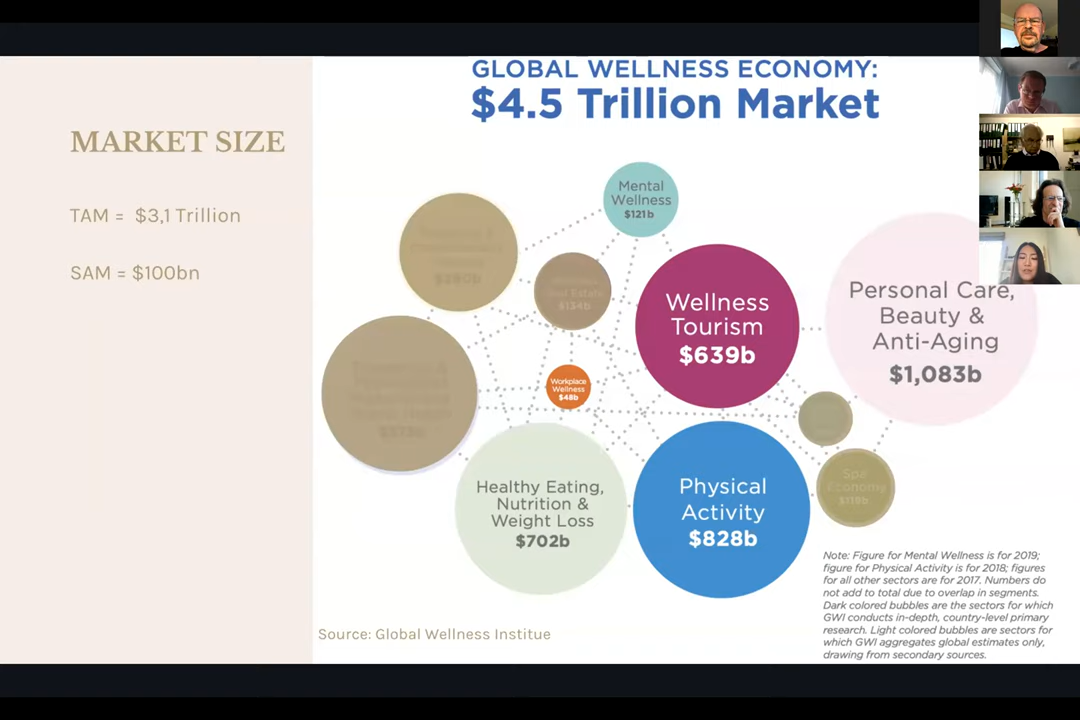 GLOBAL WELLNESS ECONOMY:
$4.5 Trillion Market
MARKET SIZE
TAM = $3,1 Trillion
SAM = $100bn
Mental
Wellness
$121b
$134b
Wellness
Tourism
$639b
Personal Care,
Beauty &
Anti-Aging
$1,083b
Workplace
Wellness
$48b
Healthy Eating,
Nutrition &
Weight Loss
$702b
Physical
Activity
$828b
Spa
Economy
$119b
Note: Figure for Mental Wellness is for 2019;
figure for Physical Activity is for 2018; figures
for all other sectors are for 2017. Numbers do
not add to total due to overlap in segments.
Dark colored bubbles are the sectors for which
GWI conducts in-depth, country-level primary
research. Light colored bubbles are sectors for
which GWI aggregates global estimates only,
drawing from secondary sources.
Source: Global Wellness Institue